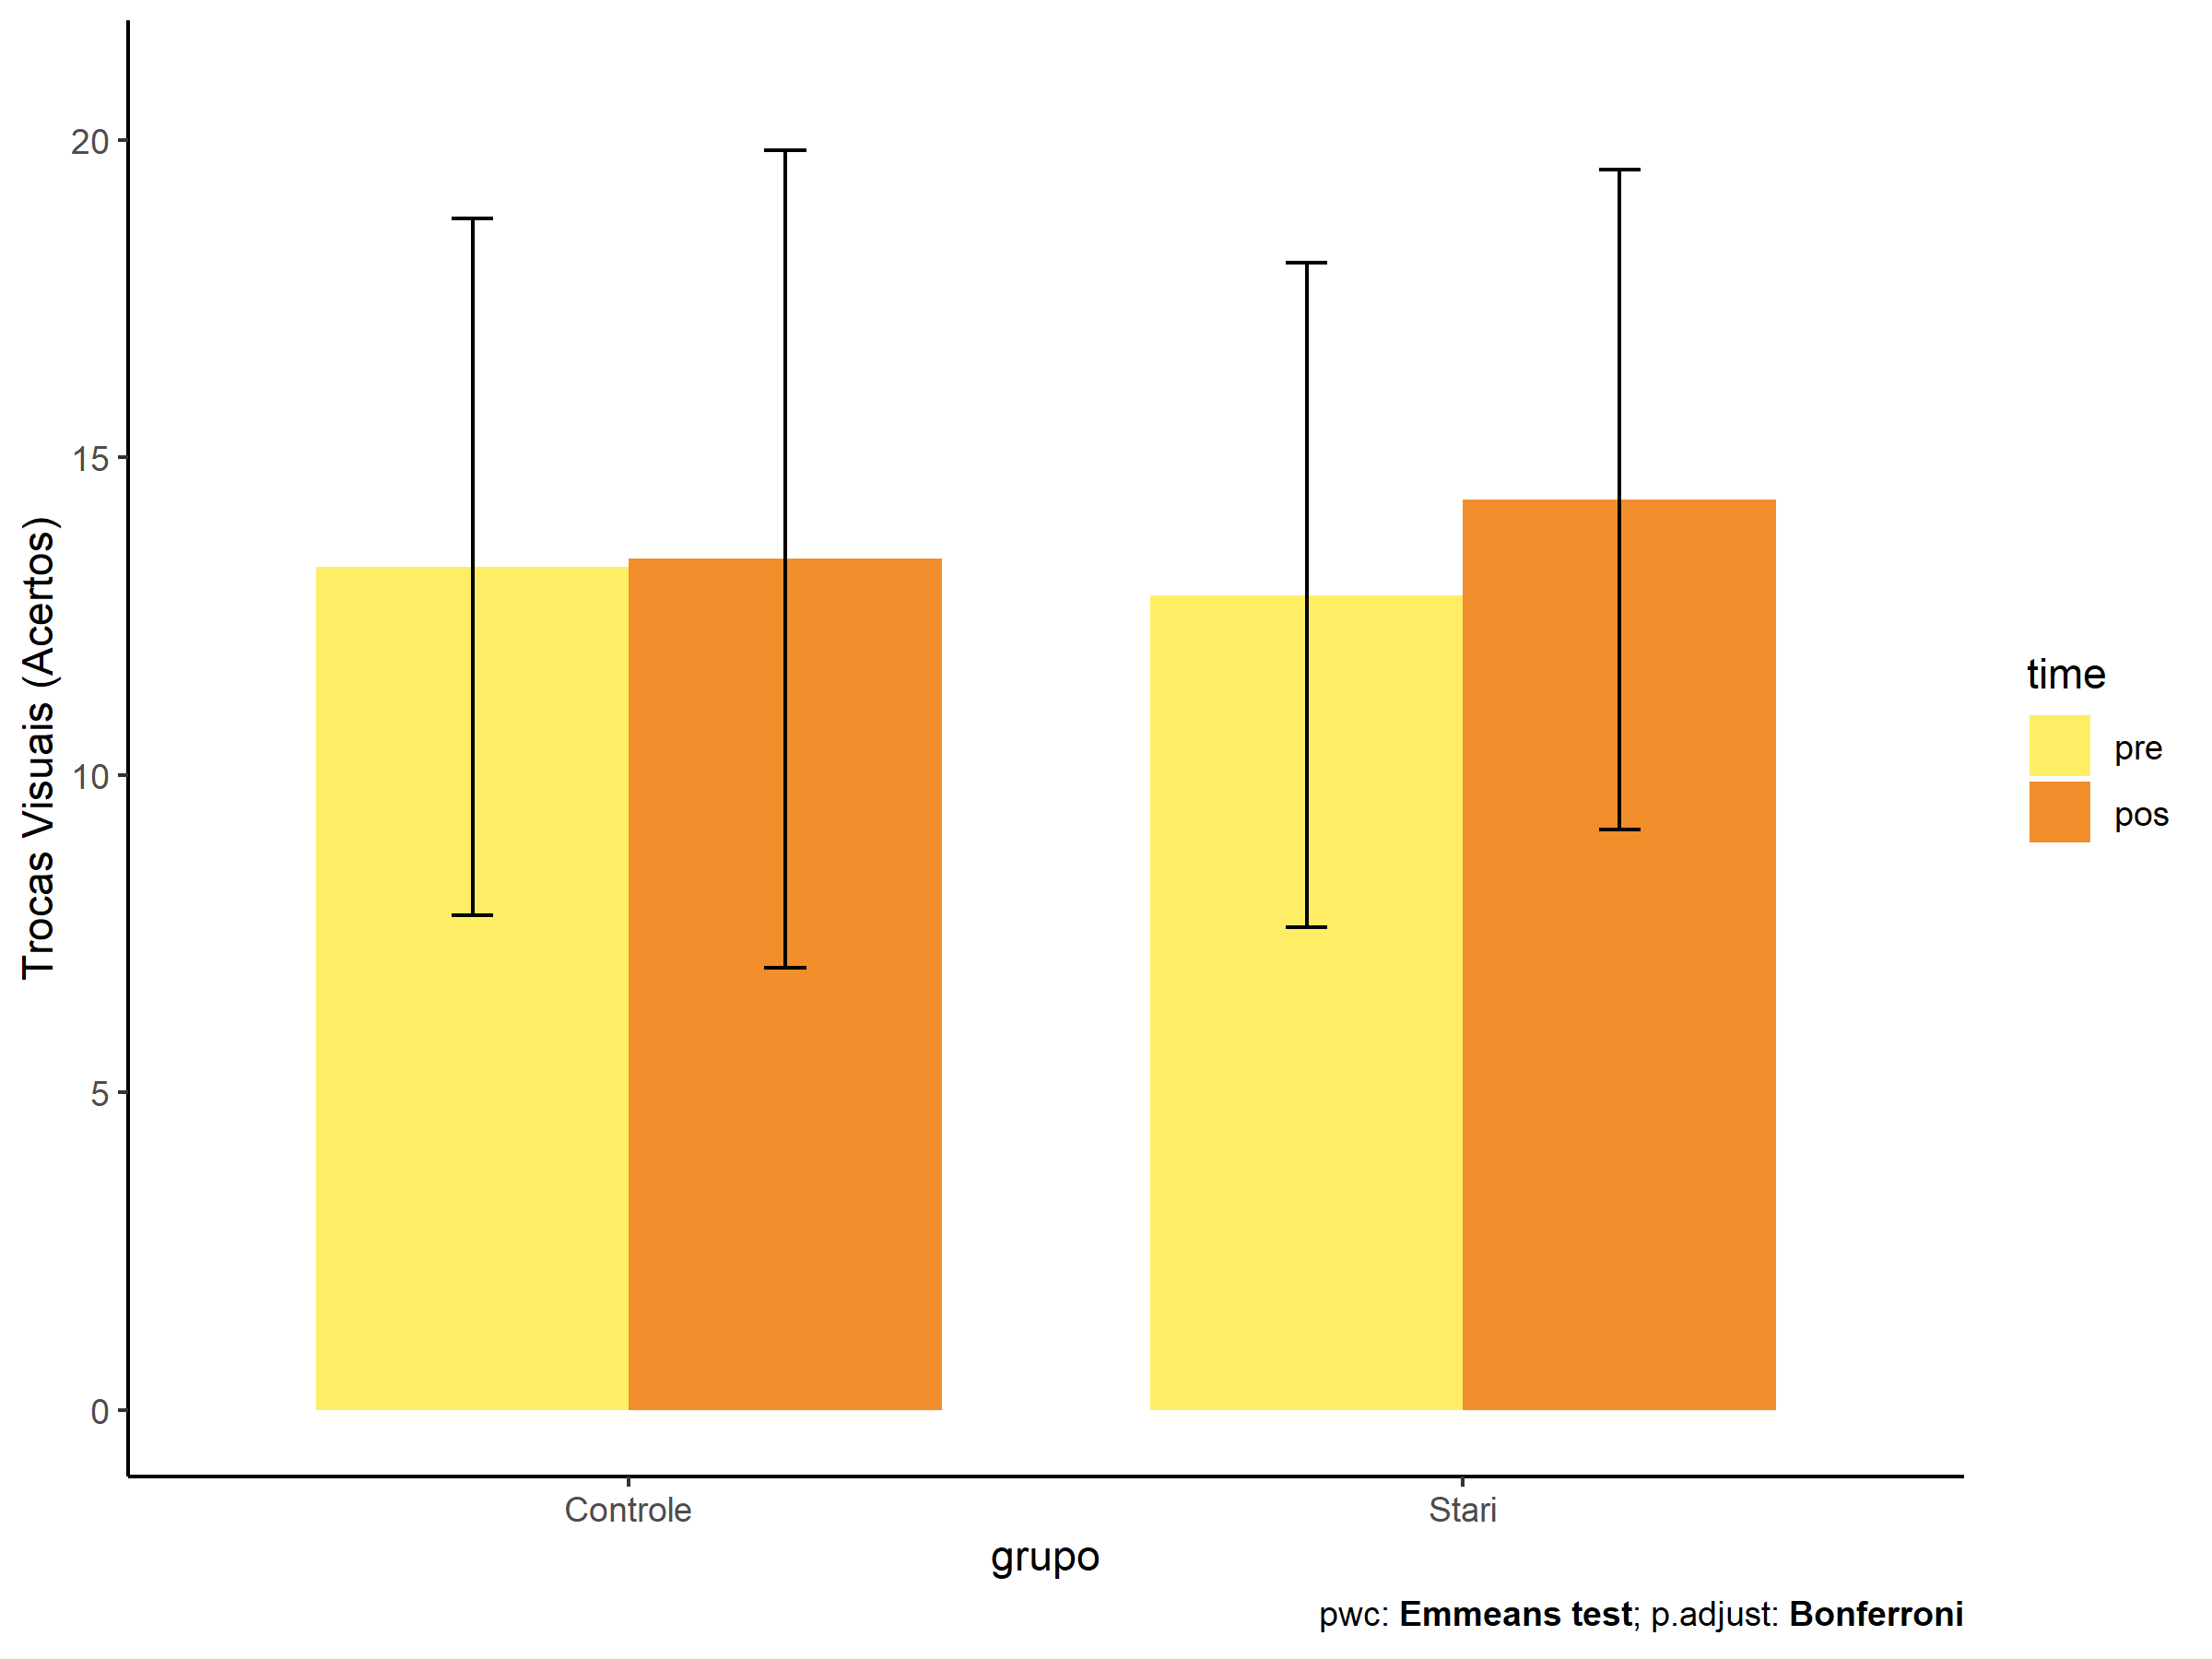 Trocas Visuais (Acertos)
20
15
10
5
0
Controle
Stari
grupo
time
pre
pos
pwc: Emmeans test; p.adjust: Bonferroni